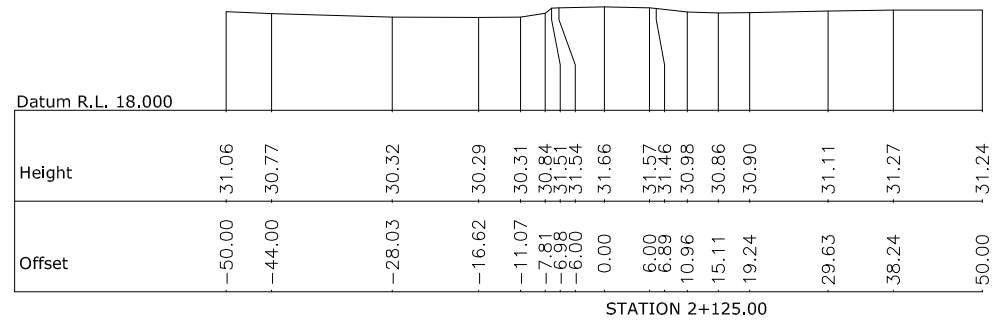 Datum R.L. 18.000
Height 31.06 30.77 30.32 30.29 30.31 30.84 31.51 31.54 31.66 31.57 31.46 30.98 30.86 30.90 31.11 31.27 31.24
Offset -50.00 -44.00 -28.03 -16.62 -11.07 -7.81 -6.98 -6.00 0.00 6.00 6.89 10.96 15.11 19.24 29.63 38.24 50.00
STATION 2+125.00